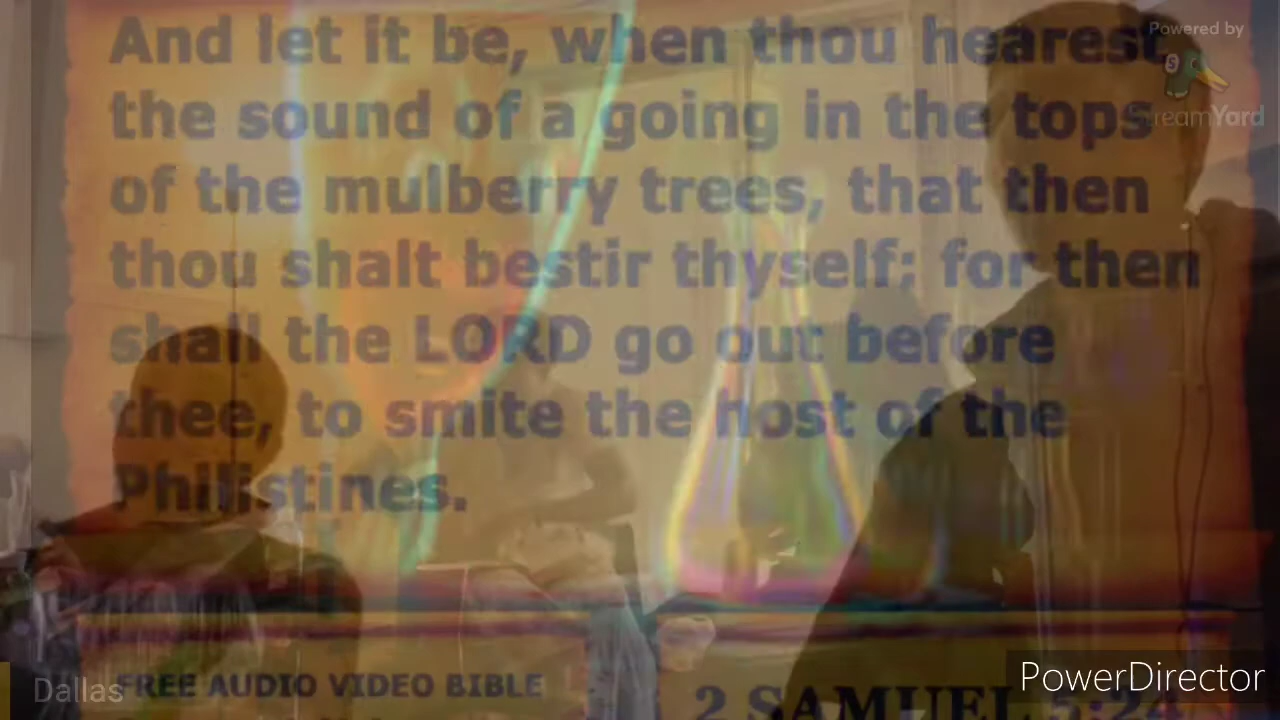 Powered by
StreamYard
And let it be, when thou hearest
the sound of a going in the tops
of the mulberry trees, that then
thou shalt bestir thyself; for then
shall the LORD go out before
thee, to smite the host of the
Philistines.
Dallas
FREE AUDIO VIDEO BIBLE
2 SAMUEL 5:24
PowerDirector